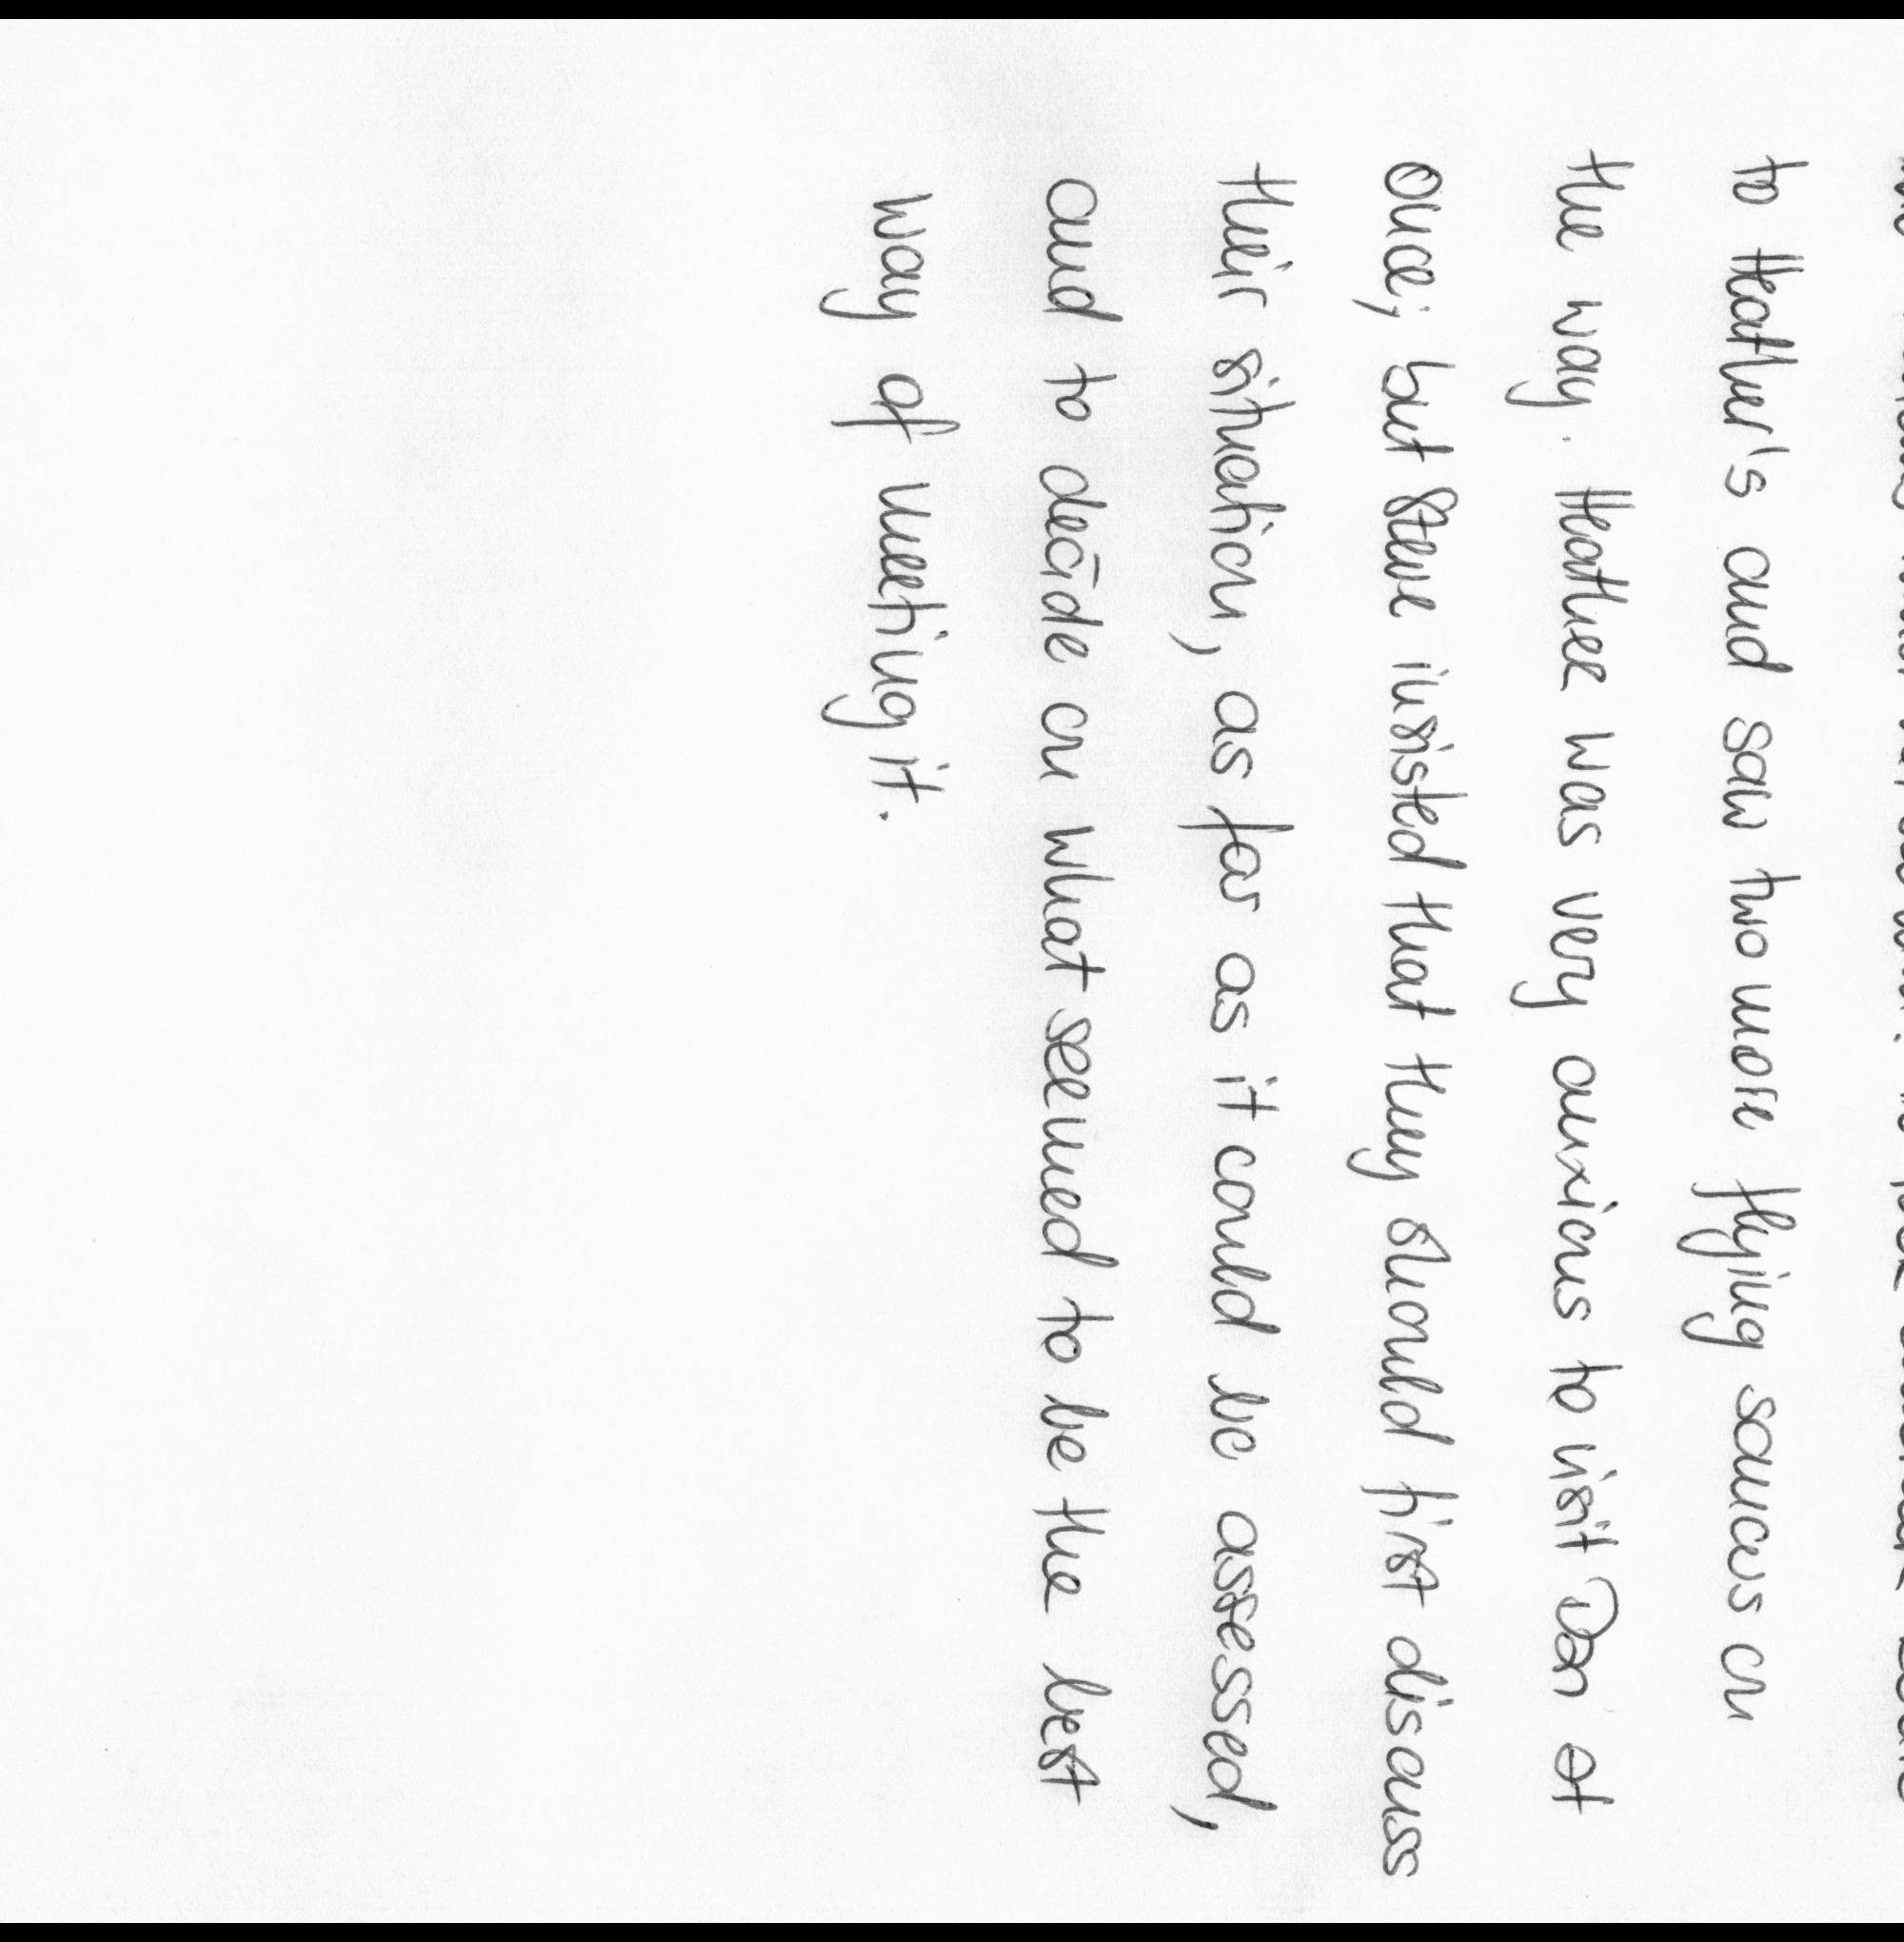 to Heather's and saw two more flying saucers on
the way. Heather was very anxious to visit Dan at
once; but Steve insisted that they should first discuss
their situation, as far as it could be assessed,
and to decide on what seemed to be the best
way of meeting it.